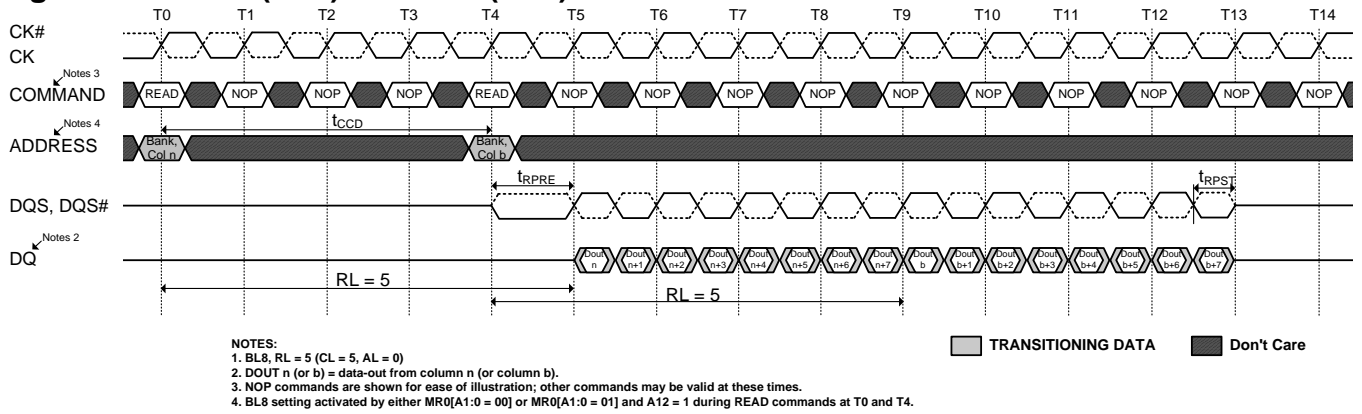 T0 T1 T2 T3 T4 T5 T6 T7 T8 T9 T10 T11 T12 T13 T14
CK#
CK
Notes 3
COMMAND READ NOP NOP NOP READ NOP NOP NOP NOP NOP NOP NOP NOP NOP NOP
tCCD
Notes 4
ADDRESS Bank, Col n Bank, Col b
tRPRE tRPST
DQS, DQS#
Notes 2
DQ Dout n Dout n+1 Dout n+2 Dout n+3 Dout n+4 Dout n+5 Dout n+6 Dout n+7 Dout b Dout b+1 Dout b+2 Dout b+3 Dout b+4 Dout b+5 Dout b+6 Dout b+7
RL = 5 RL = 5
NOTES:
1. BL8, RL = 5 (CL = 5, AL = 0)
2. DOUT n (or b) = data-out from column n (or column b).
3. NOP commands are shown for ease of illustration; other commands may be valid at these times.
4. BL8 setting activated by either MR0[A1:0 = 00] or MR0[A1:0 = 01] and A12 = 1 during READ commands at T0 and T4.
TRANSITIONING DATA Don't Care